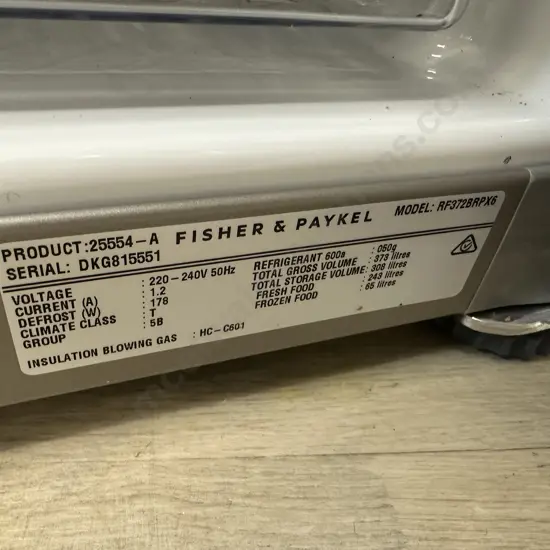 PRODUCT:25554-A FISHER & PAYKEL MODEL: RF372BRPX6
SERIAL: DKG815551
VOLTAGE : 220-240V 50Hz
CURRENT (A) : 1.2
DEFROST (W) : 178
CLIMATE CLASS : T
GROUP : 5B
INSULATION BLOWING GAS : HC-C601
REFRIGERANT 600a : 050g
TOTAL GROSS VOLUME : 373 litres
TOTAL STORAGE VOLUME : 308 litres
FRESH FOOD : 243 litres
FROZEN FOOD : 65 litres